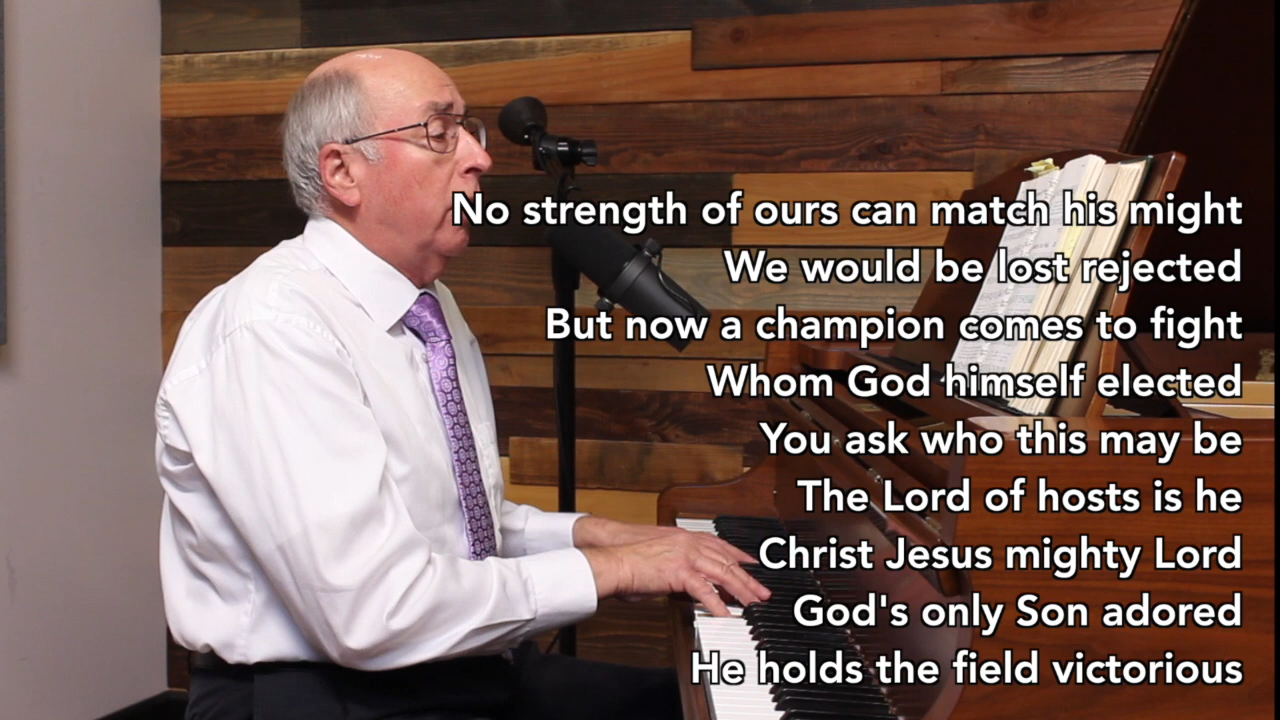 No strength of ours can match his might
We would be lost rejected
But now a champion comes to fight
Whom God himself elected
You ask who this may be
The Lord of hosts is he
Christ Jesus mighty Lord
God's only Son adored
He holds the field victorious